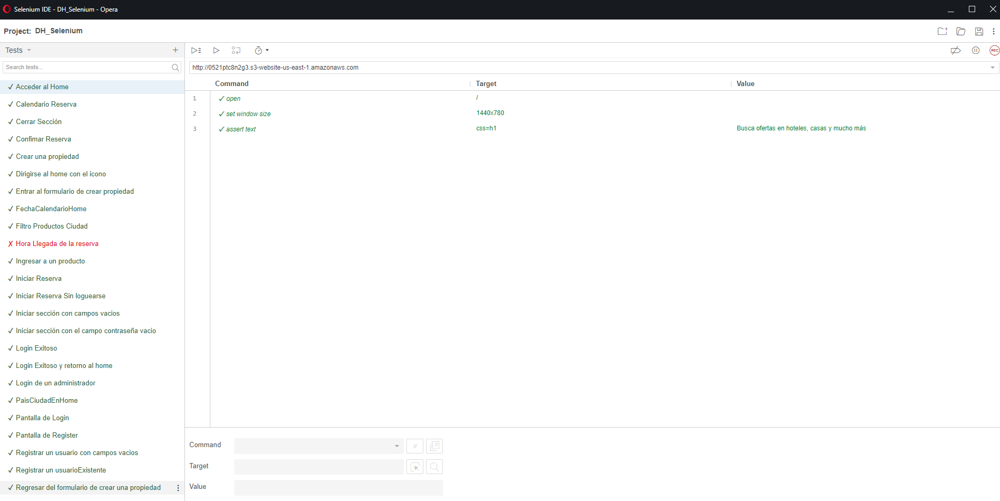 Selenium IDE - DH_Selenium - Opera
Project: DH_Selenium
Tests
Search tests...
Acceder al Home
Calendario Reserva
Cerrar Sección
Confimar Reserva
Crear una propiedad
Dirigirse al home con el icono
Entrar al formulario de crear propiedad
FechaCalendarioHome
Filtro Productos Ciudad
Hora Llegada de la reserva
Ingresar a un producto
Iniciar Reserva
Iniciar Reserva Sin loguearse
Iniciar sección con campos vacios
Iniciar sección con el campo contraseña vacio
Login Exitoso
Login Exitoso y retorno al home
Login de un administrador
PaisCiudadEnHome
Pantalla de Login
Pantalla de Register
Registrar un usuario con campos vacios
Registrar un usuarioExistente
Regresar del formulario de crear una propiedad
REC
http://0521ptc8n2g3.s3-website-us-east-1.amazonaws.com
Command Target Value
1 open /
2 set window size 1440x780
3 assert text css=h1 Busca ofertas en hoteles, casas y mucho más
Command //
Target
Value